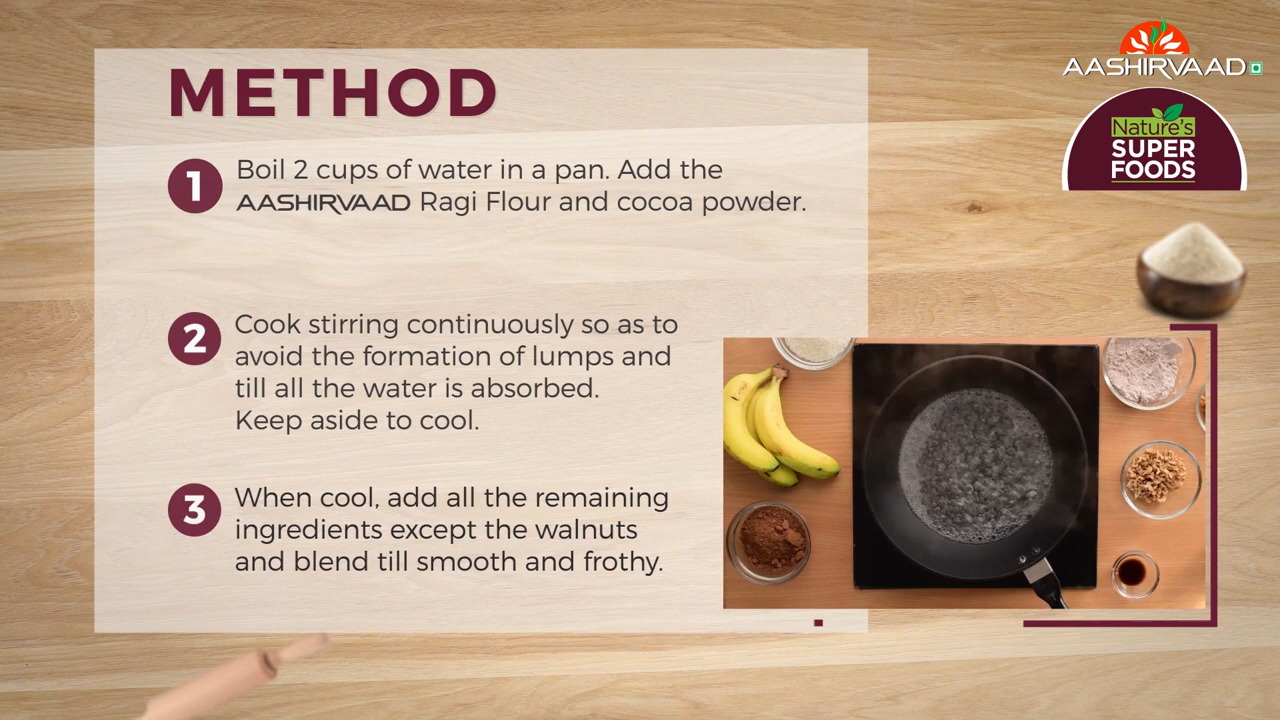 METHOD
1 Boil 2 cups of water in a pan. Add the
AASHIRVAAD Ragi Flour and cocoa powder.
2 Cook stirring continuously so as to
avoid the formation of lumps and
till all the water is absorbed.
Keep aside to cool.
3 When cool, add all the remaining
ingredients except the walnuts
and blend till smooth and frothy.
AASHIRVAAD
Nature's
SUPER
FOODS